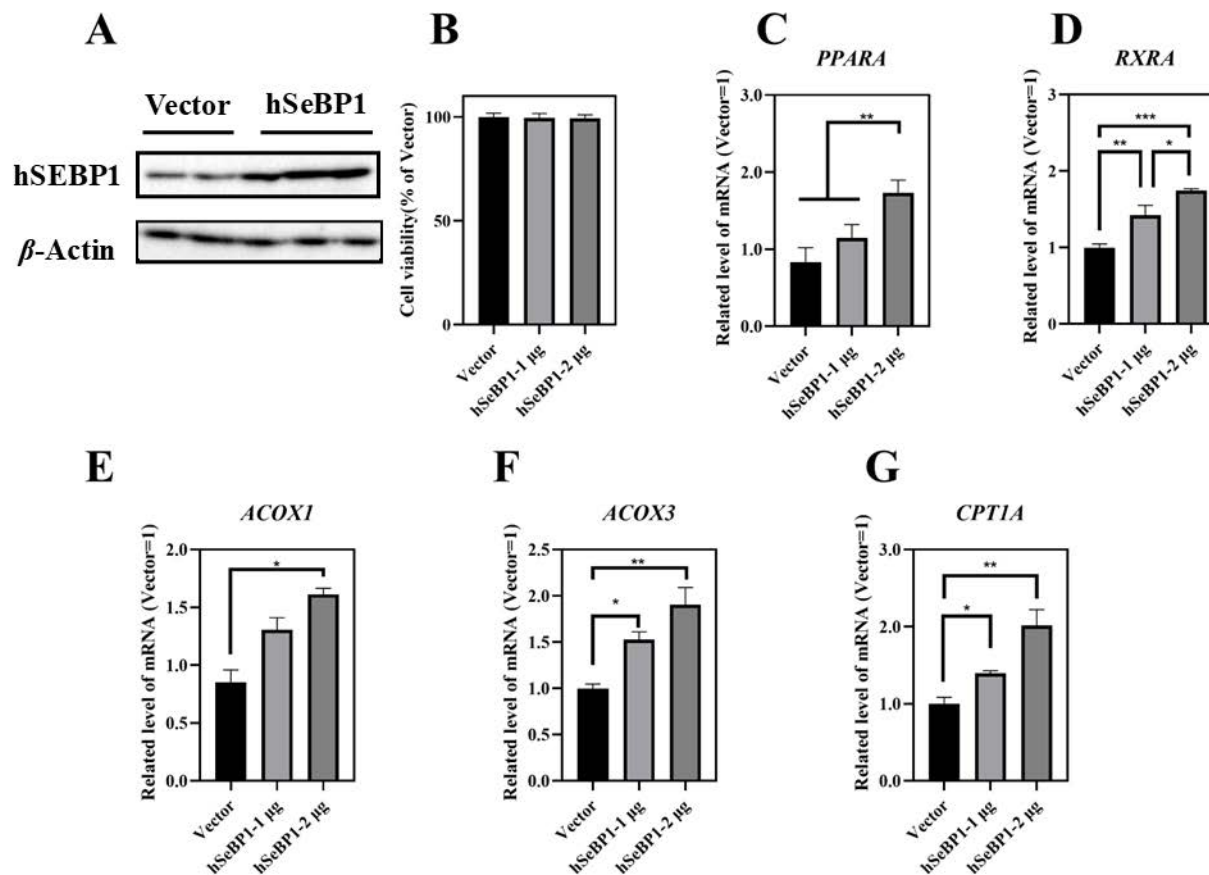 A
Vector hSeBP1
hSEBP1
β-Actin
B
Cell viability(% of Vector)
100
50
0
Vector
hSeBP1-1 μg
hSeBP1-2 μg
C
PPARA
Related level of mRNA (Vector=1)
3.0
2.0
1.0
0.0
**
Vector
hSeBP1-1 μg
hSeBP1-2 μg
D
RXRA
Related level of mRNA (Vector=1)
3
2
1
0
***
** *
Vector
hSeBP1-1 μg
hSeBP1-2 μg
E
ACOX1
Related level of mRNA (Vector=1)
2.0
1.5
1.0
0.5
0.0
*
Vector
hSeBP1-1 μg
hSeBP1-2 μg
F
ACOX3
Related level of mRNA (Vector=1)
2.5
2.0
1.5
1.0
0.5
0.0
**
*
Vector
hSeBP1-1 μg
hSeBP1-2 μg
G
CPT1A
Related level of mRNA (Vector=1)
3.0
2.0
1.0
0.0
**
*
Vector
hSeBP1-1 μg
hSeBP1-2 μg